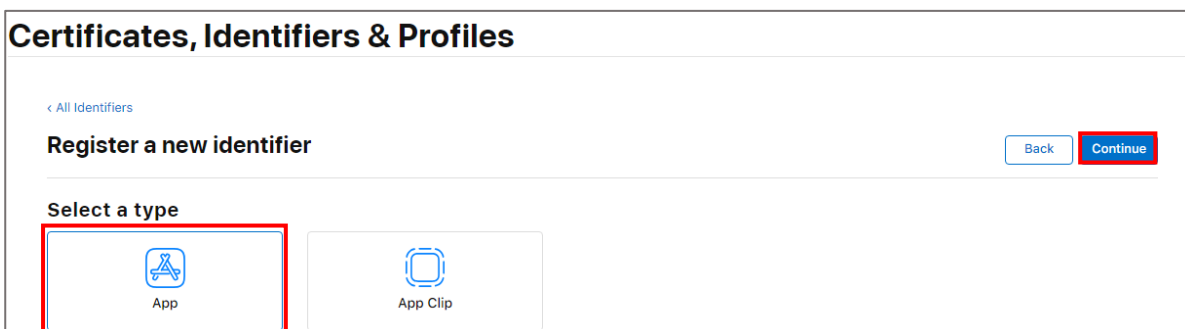 Certificates, Identifiers & Profiles
< All Identifiers
Register a new identifier
Back
Continue
Select a type
App
App Clip